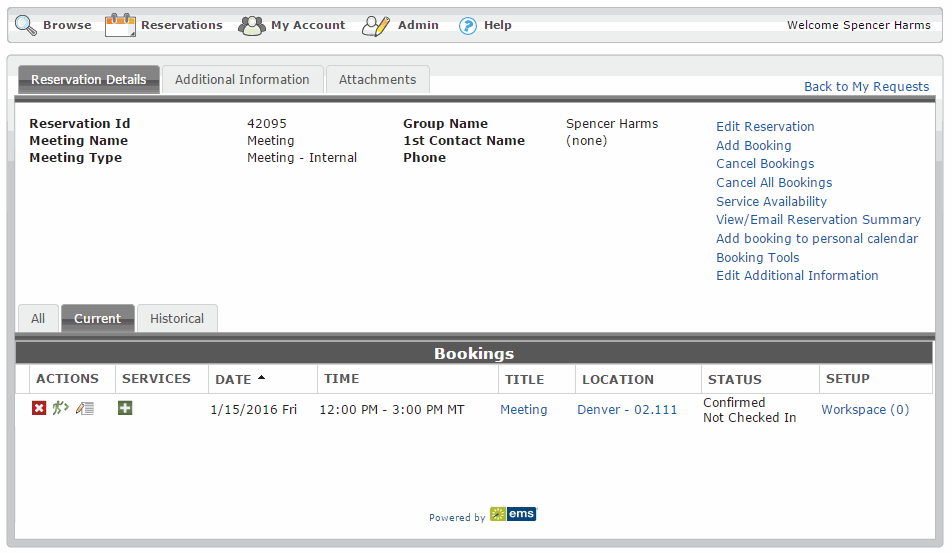 Browse Reservations My Account Admin Help Welcome Spencer Harms
Reservation Details Additional Information Attachments
Back to My Requests
Reservation Id 42095 Group Name Spencer Harms
Meeting Name Meeting 1st Contact Name (none)
Meeting Type Meeting - Internal Phone
Edit Reservation
Add Booking
Cancel Bookings
Cancel All Bookings
Service Availability
View/Email Reservation Summary
Add booking to personal calendar
Booking Tools
Edit Additional Information
All Current Historical
Bookings
ACTIONS SERVICES DATE TIME TITLE LOCATION STATUS SETUP
1/15/2016 Fri 12:00 PM - 3:00 PM MT Meeting Denver - 02.111 Confirmed Workspace (0)
Not Checked In
Powered by ems